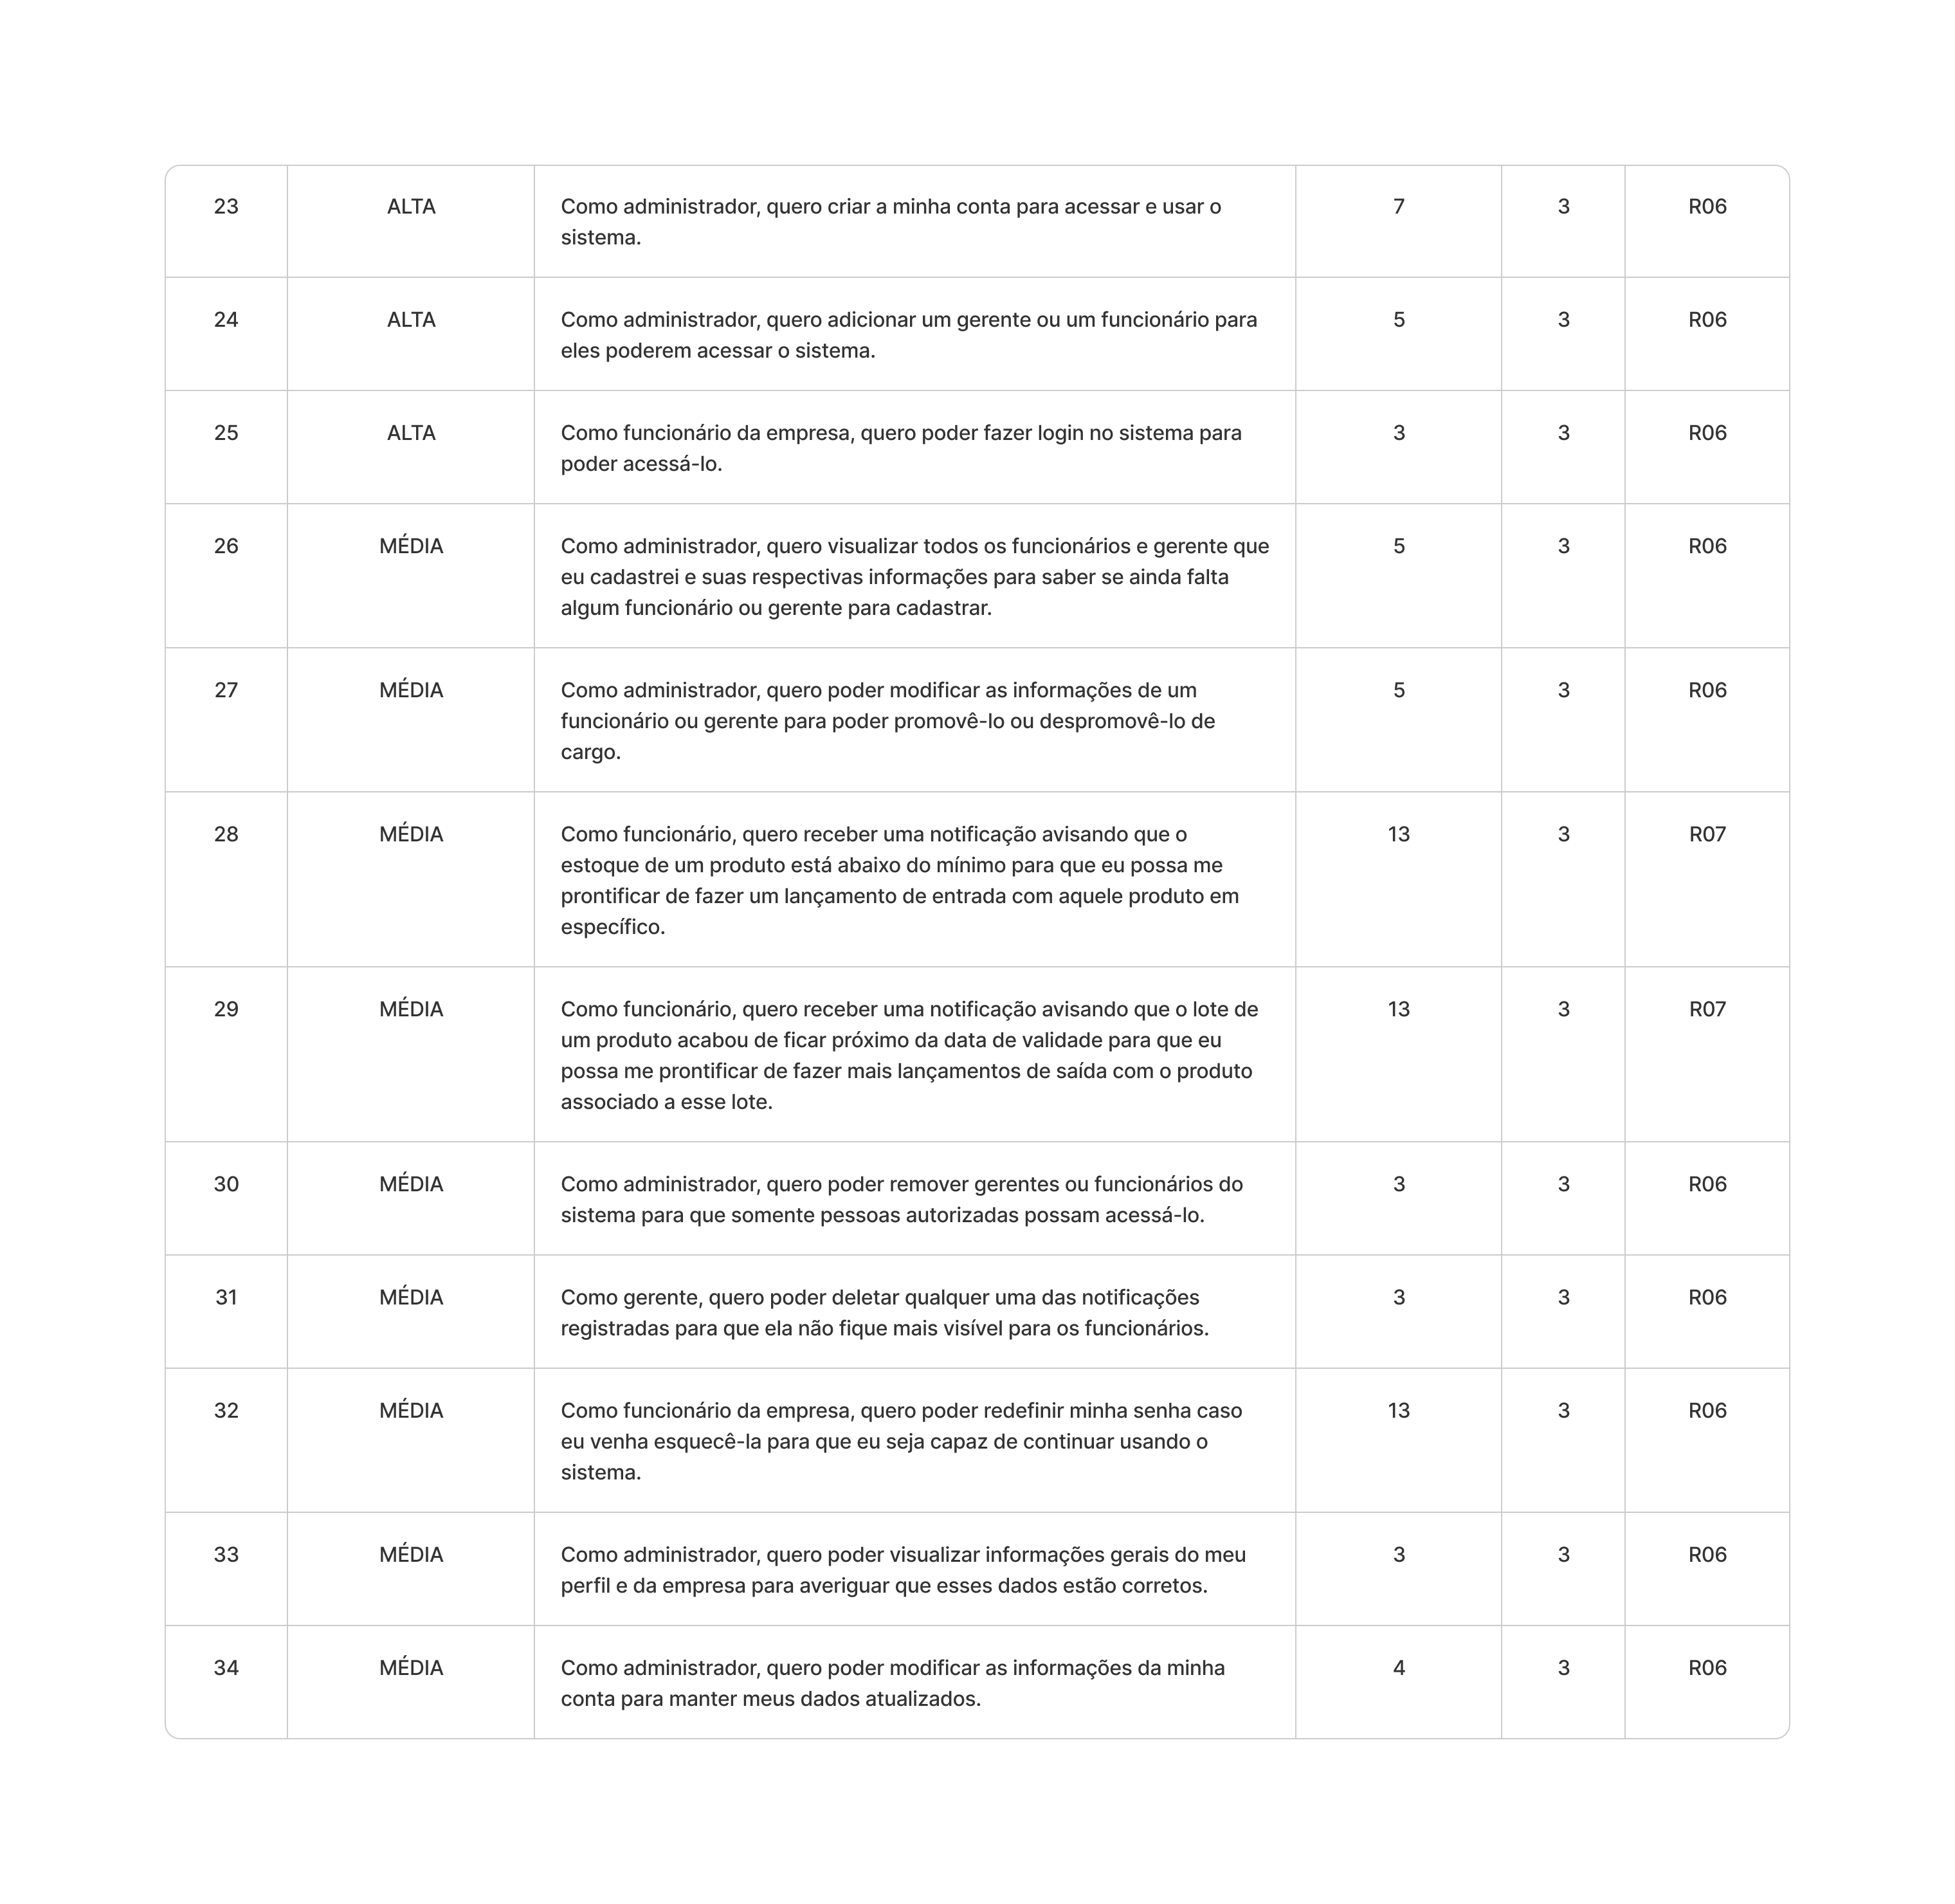 23 ALTA Como administrador, quero criar a minha conta para acessar e usar o 7 3 R06
sistema.
24 ALTA Como administrador, quero adicionar um gerente ou um funcionário para 5 3 R06
eles poderem acessar o sistema.
25 ALTA Como funcionário da empresa, quero poder fazer login no sistema para 3 3 R06
poder acessá-lo.
26 MÉDIA Como administrador, quero visualizar todos os funcionários e gerente que 5 3 R06
eu cadastrei e suas respectivas informações para saber se ainda falta
algum funcionário ou gerente para cadastrar.
27 MÉDIA Como administrador, quero poder modificar as informações de um 5 3 R06
funcionário ou gerente para poder promovê-lo ou despromovê-lo de
cargo.
28 MÉDIA Como funcionário, quero receber uma notificação avisando que o 13 3 R07
estoque de um produto está abaixo do mínimo para que eu possa me
prontificar de fazer um lançamento de entrada com aquele produto em
específico.
29 MÉDIA Como funcionário, quero receber uma notificação avisando que o lote de 13 3 R07
um produto acabou de ficar próximo da data de validade para que eu
possa me prontificar de fazer mais lançamentos de saída com o produto
associado a esse lote.
30 MÉDIA Como administrador, quero poder remover gerentes ou funcionários do 3 3 R06
sistema para que somente pessoas autorizadas possam acessá-lo.
31 MÉDIA Como gerente, quero poder deletar qualquer uma das notificações 3 3 R06
registradas para que ela não fique mais visível para os funcionários.
32 MÉDIA Como funcionário da empresa, quero poder redefinir minha senha caso 13 3 R06
eu venha esquecê-la para que eu seja capaz de continuar usando o
sistema.
33 MÉDIA Como administrador, quero poder visualizar informações gerais do meu 3 3 R06
perfil e da empresa para averiguar que esses dados estão corretos.
34 MÉDIA Como administrador, quero poder modificar as informações da minha 4 3 R06
conta para manter meus dados atualizados.